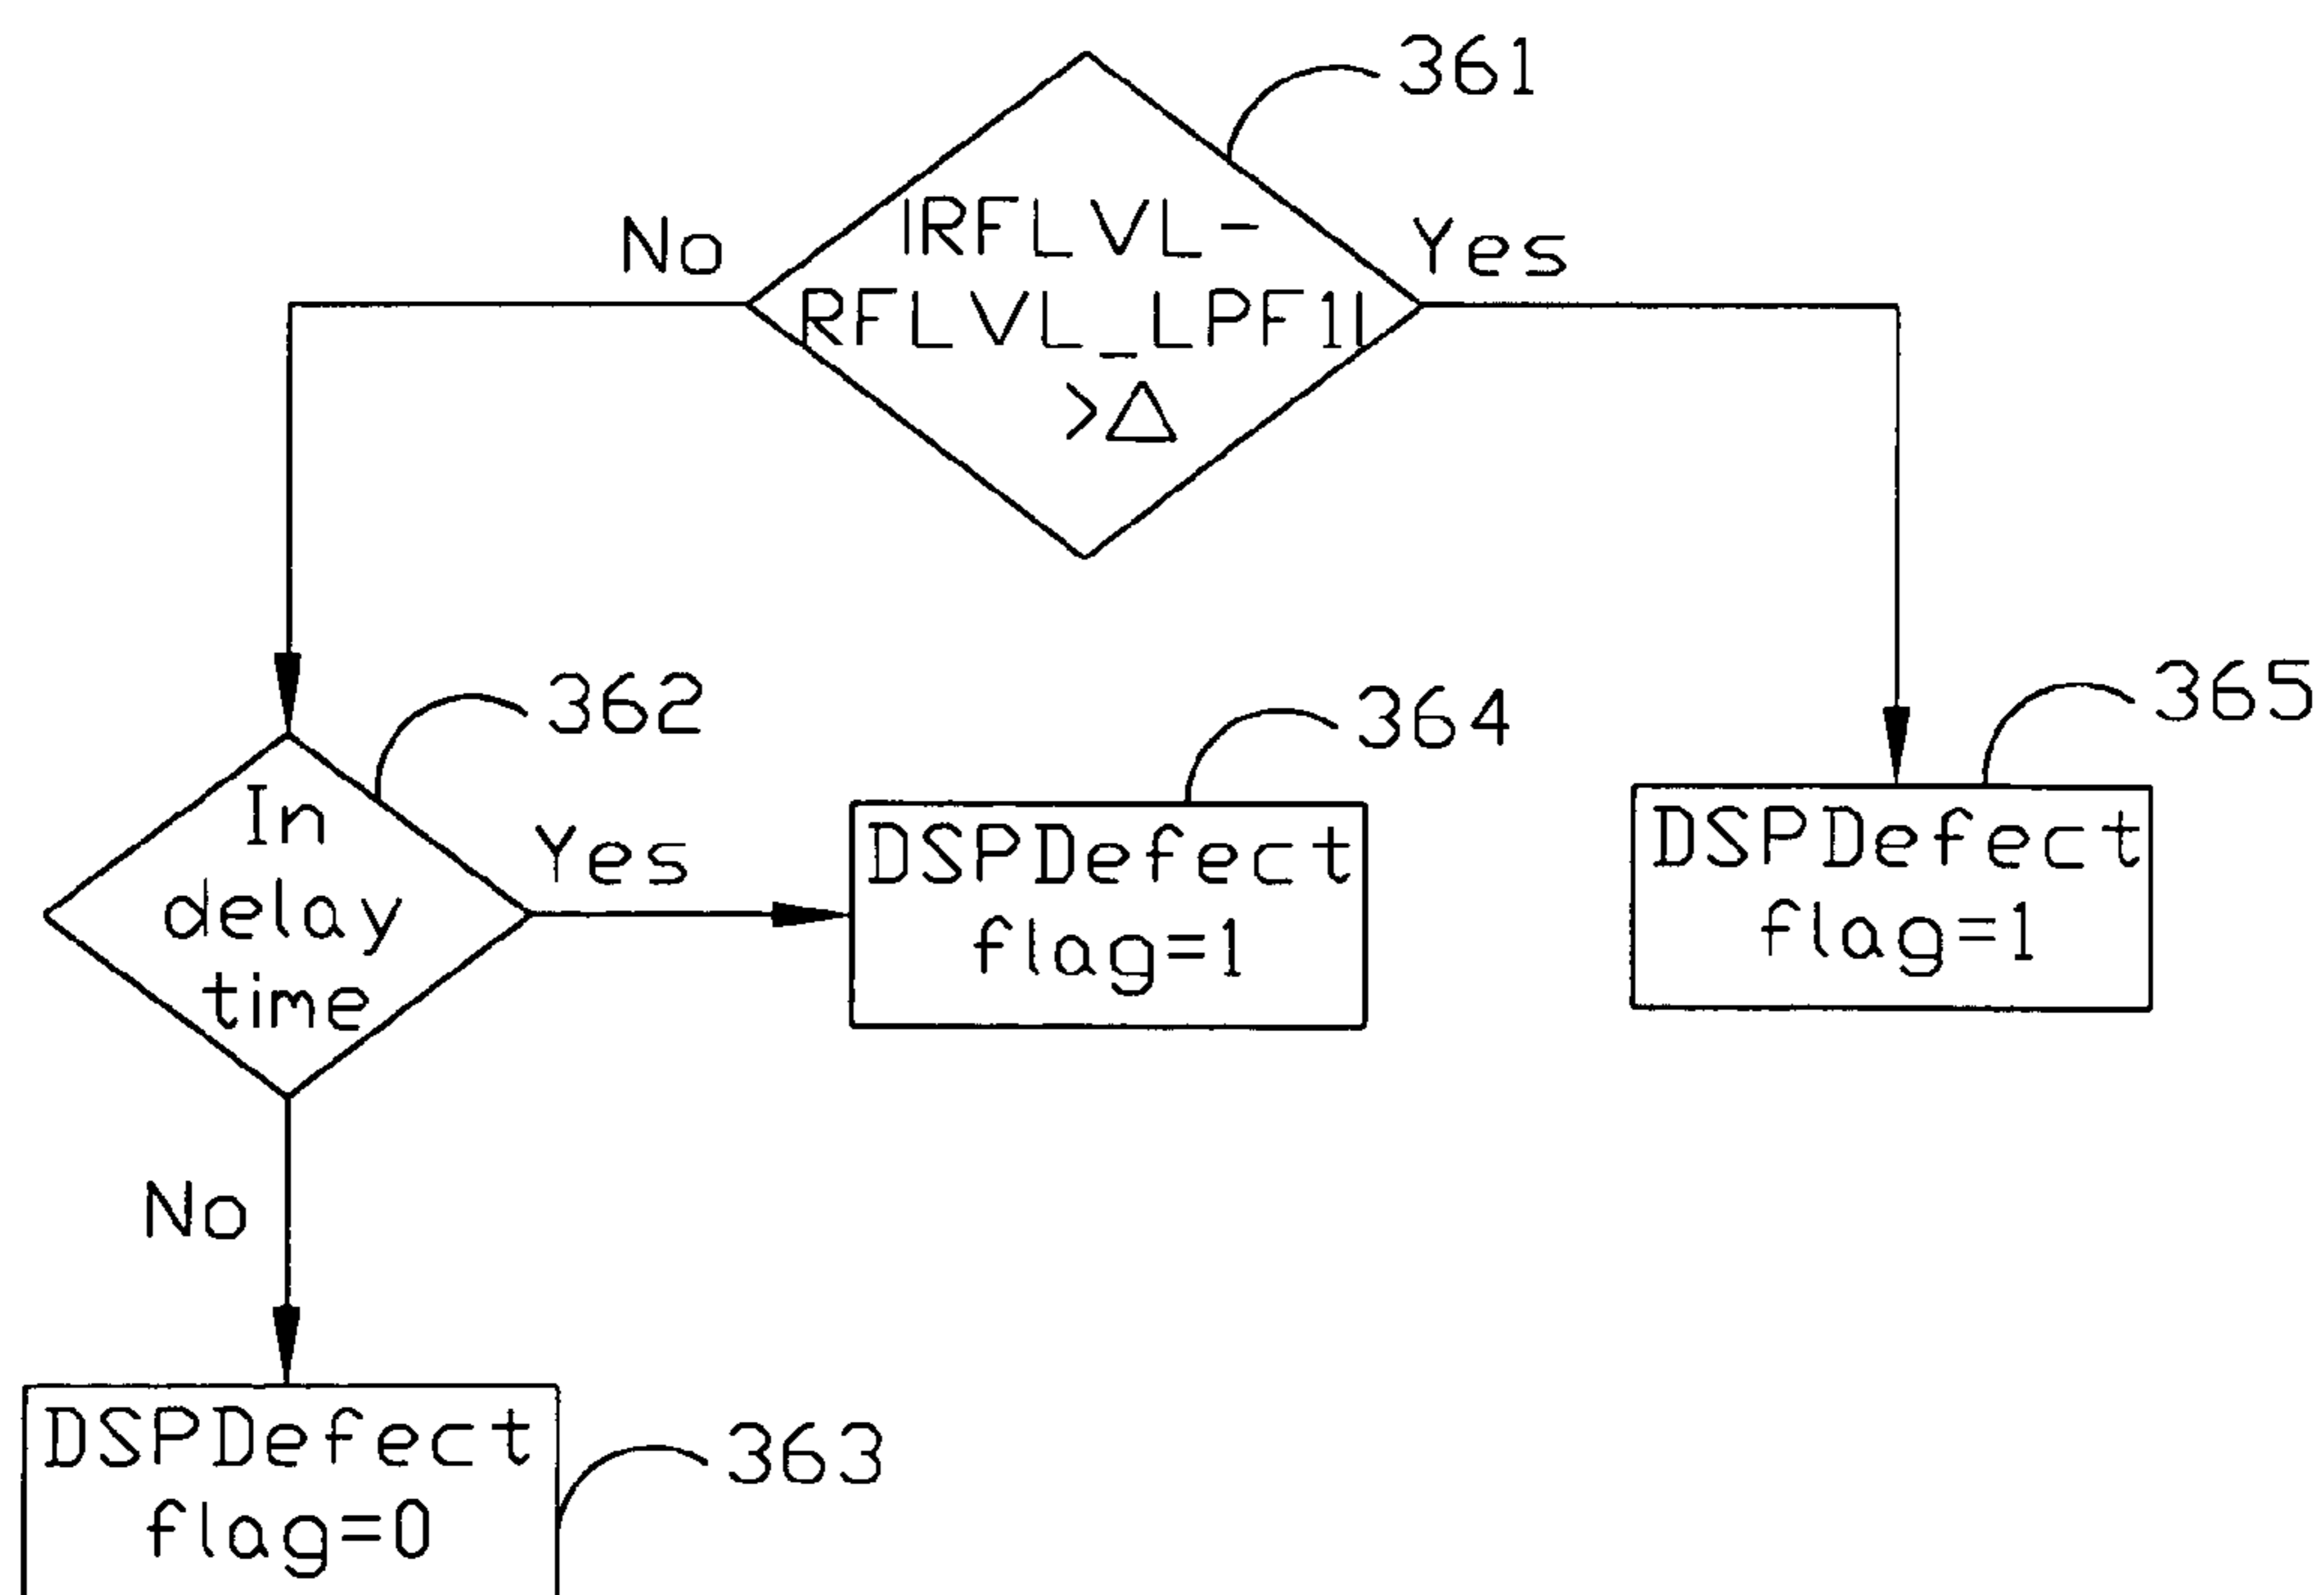 361
|RFLVL-
RFLVL_LPF1|
>△
No
Yes
362
364
365
In
delay
time
Yes
DSPDefect
flag=1
DSPDefect
flag=1
No
DSPDefect
flag=0
363